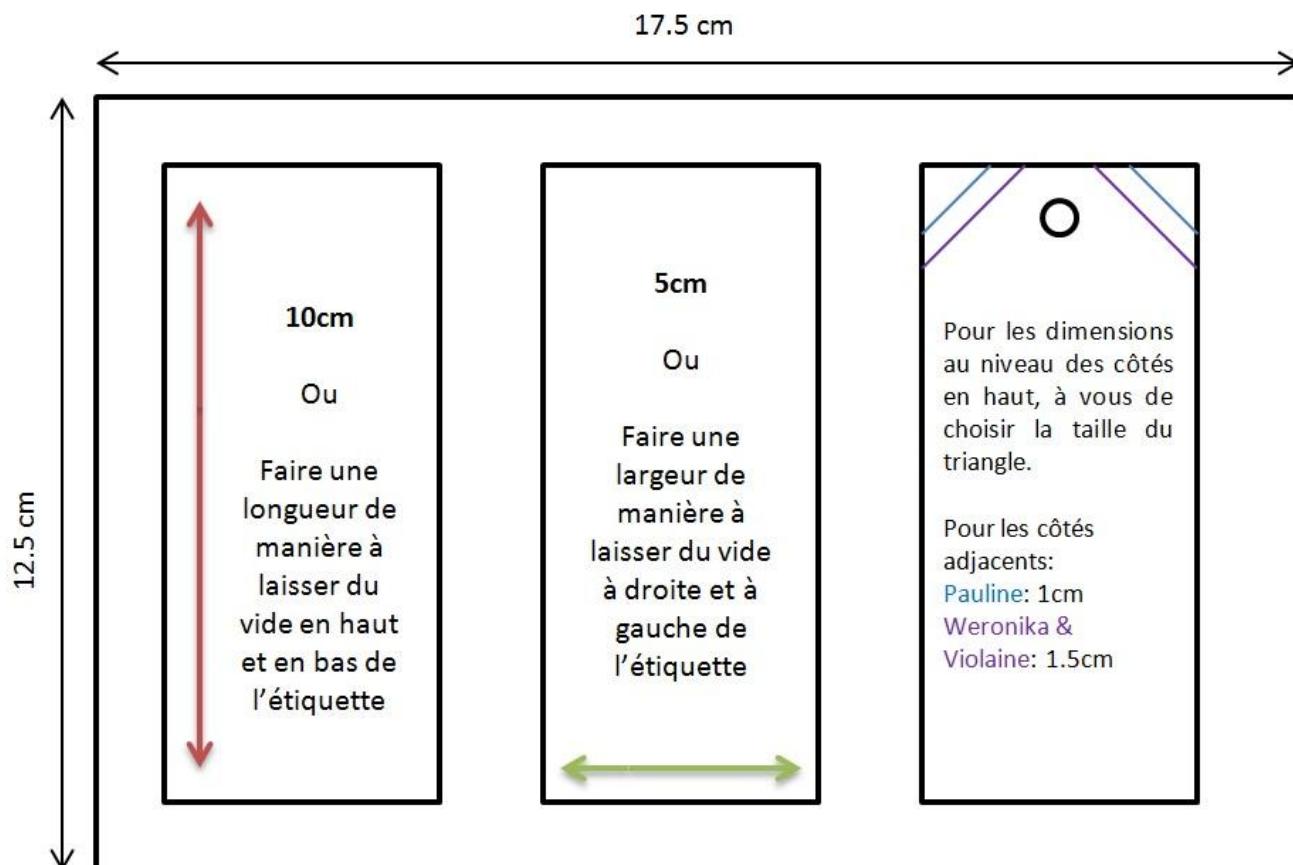 17.5 cm
12.5 cm
10cm
Ou
Faire une
longueur de
manière à
laisser du
vide en haut
et en bas de
l'étiquette
5cm
Ou
Faire une
largeur de
manière à
laisser du vide
à droite et à
gauche de
l'étiquette
Pour les dimensions
au niveau des côtés
en haut, à vous de
choisir la taille du
triangle.
Pour les côtés
adjacents:
Pauline: 1cm
Weronika &
Violaine: 1.5cm